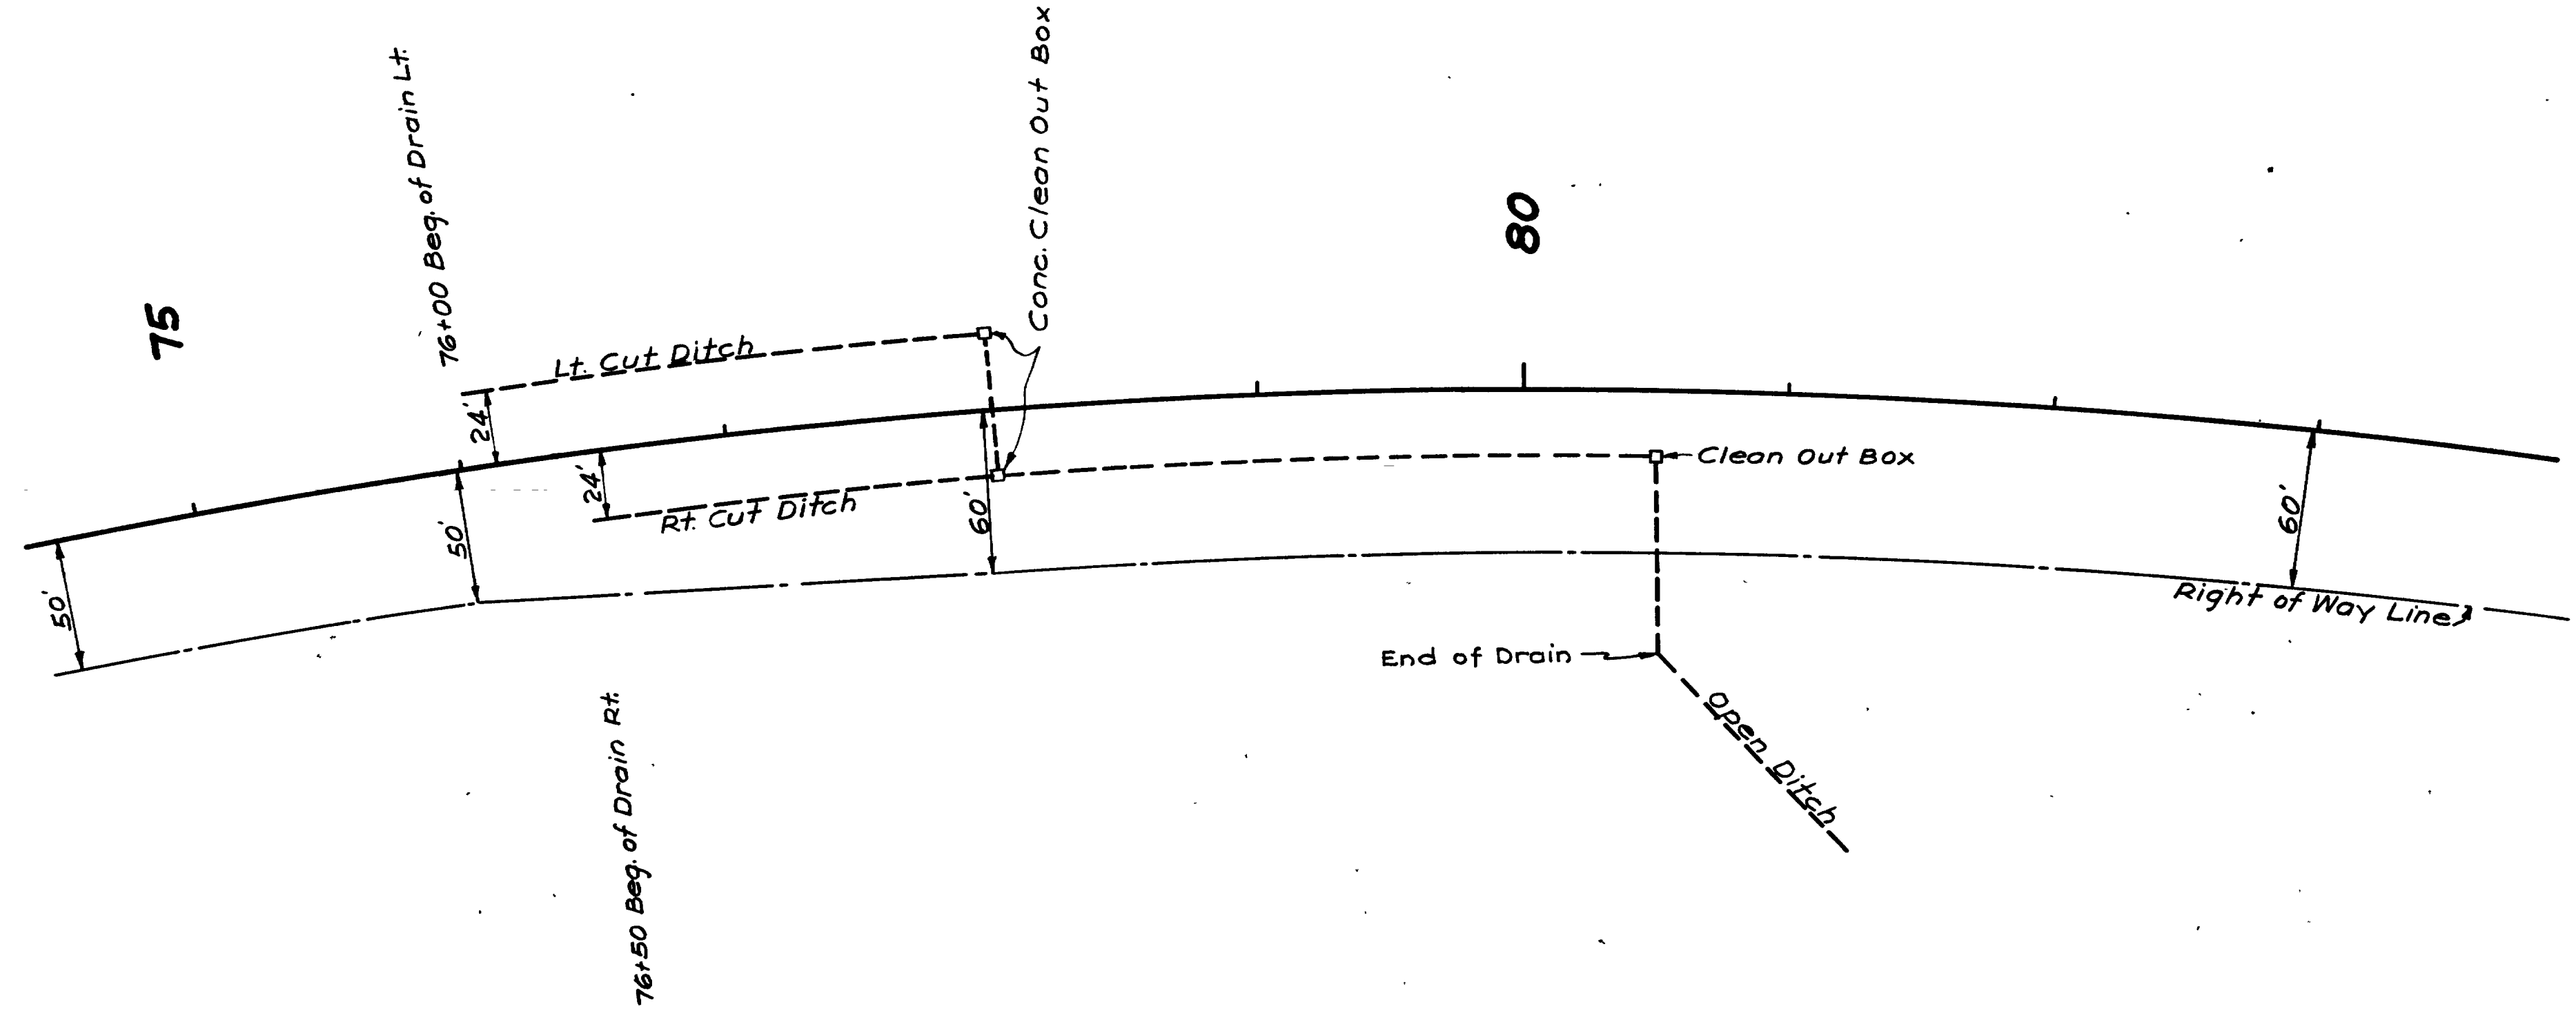 75
76+00 Beg. of Drain Lt.
Conc. Clean Out Box
80
Lt. Cut Ditch
24'
24'
Rt. Cut Ditch
50'
50'
60'
Clean Out Box
60'
Right of Way Line
End of Drain
Open Ditch
76+50 Beg. of Drain Rt.